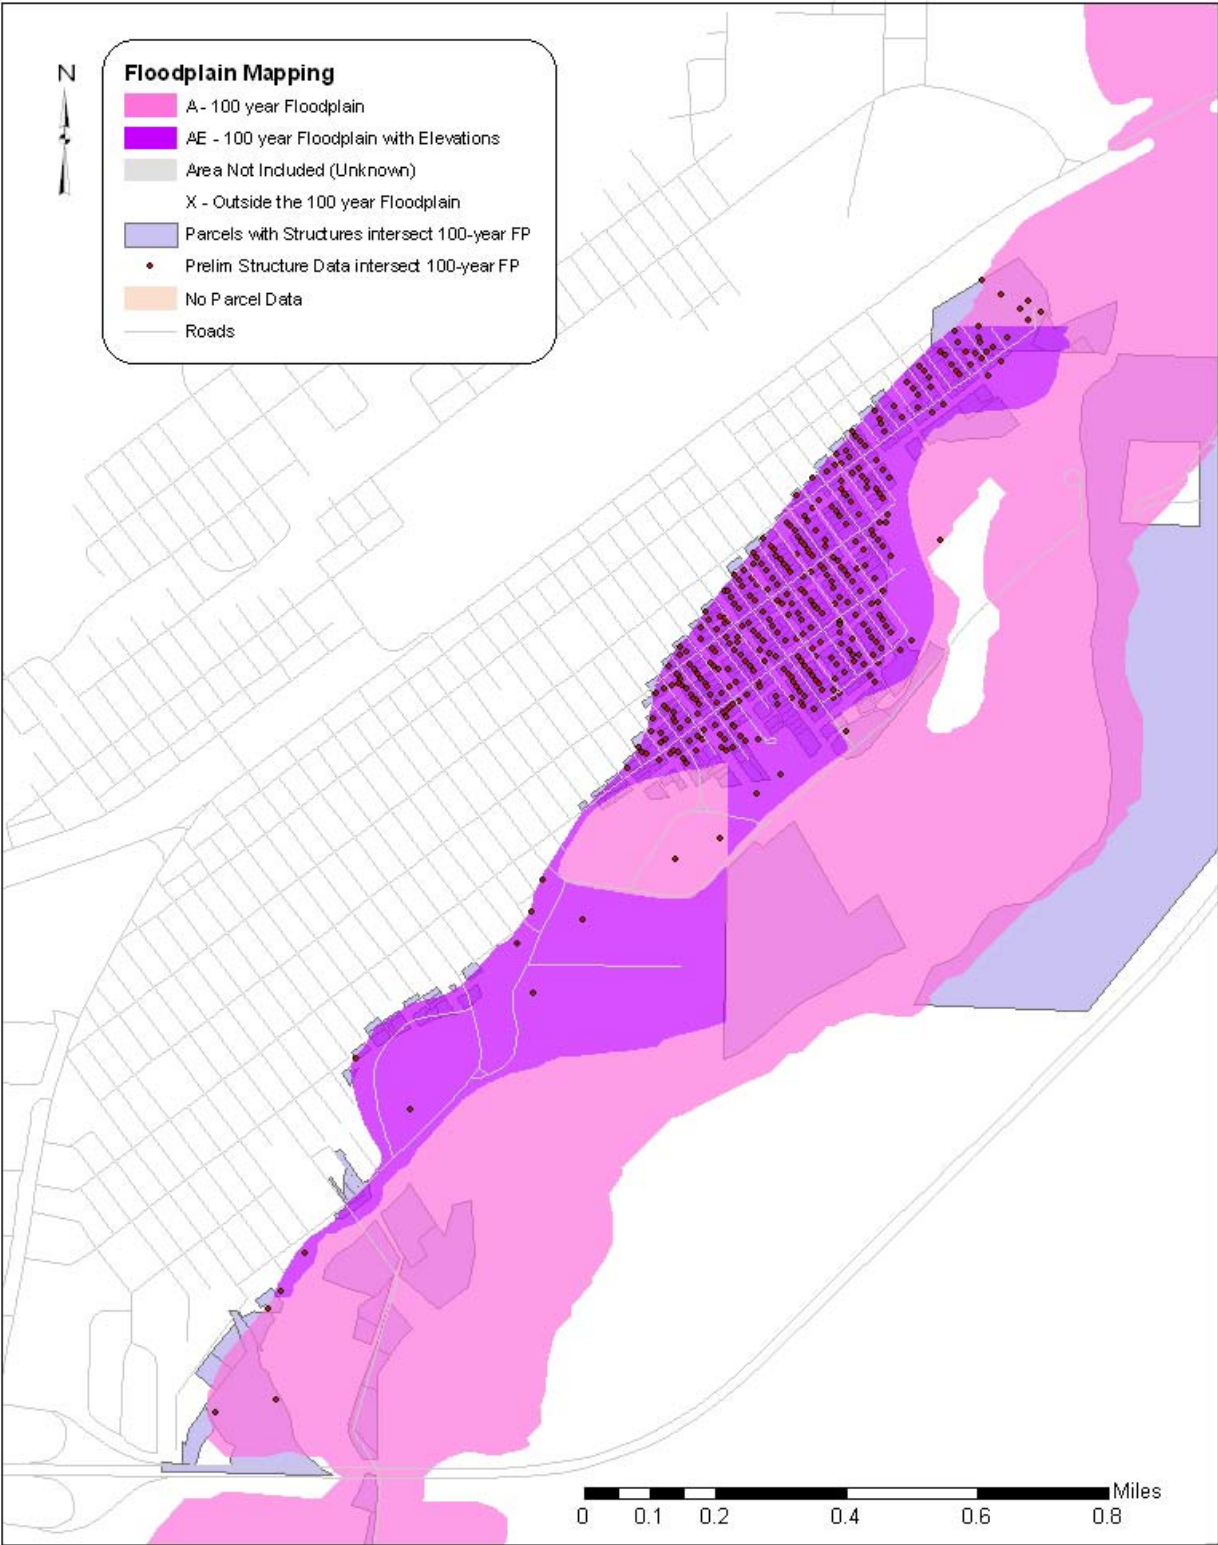 N
Floodplain Mapping
A - 100 year Floodplain
AE - 100 year Floodplain with Elevations
Area Not Included (Unknown)
X - Outside the 100 year Floodplain
Parcels with Structures intersect 100-year FP
Prelim Structure Data intersect 100-year FP
No Parcel Data
Roads
Miles
0 0.1 0.2 0.4 0.6 0.8